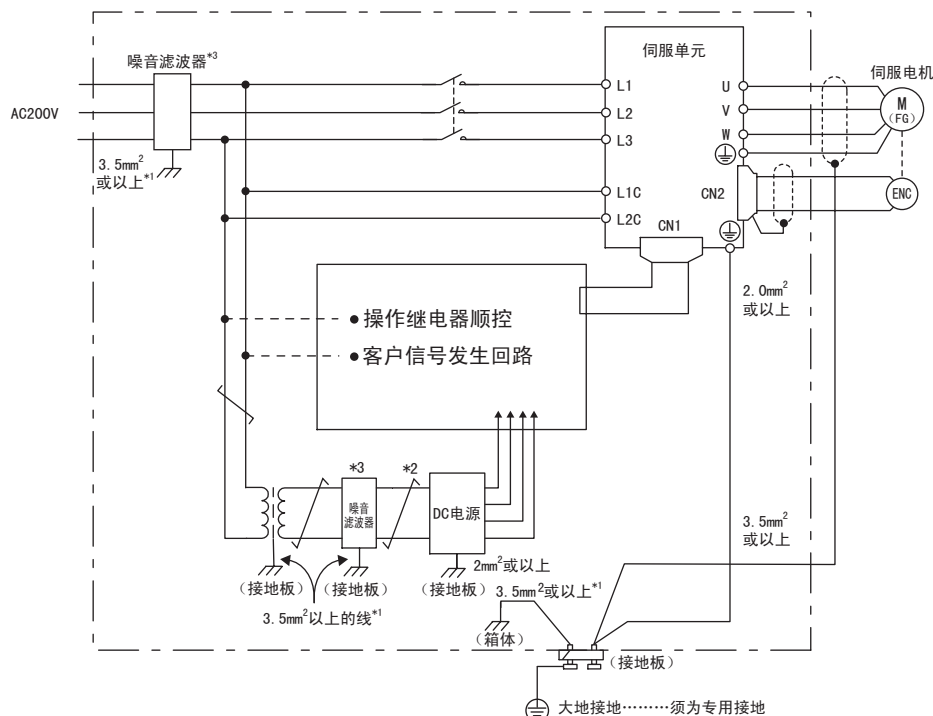 噪音滤波器*3
AC200V
3.5mm²
或以上*1
伺服单元
L1
L2
L3
L1C
L2C
U
V
W
CN1
CN2
伺服电机
M
(FG)
ENC
2.0mm²
或以上
操作继电器顺控
客户信号发生回路
*3
*2
噪音
滤波器
DC电源
3.5mm²
或以上
2mm²或以上
(接地板)
(接地板)
(接地板)
3.5mm²或以上*1
3.5mm²以上的线*1
(箱体)
(接地板)
大地接地………须为专用接地